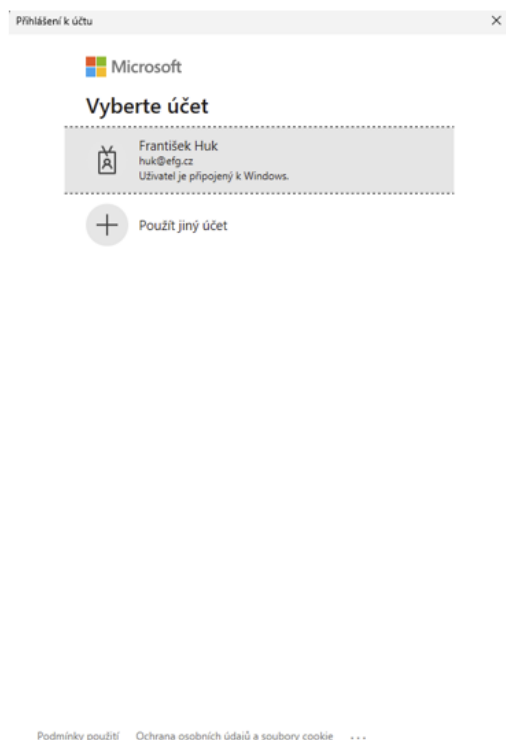 Přihlášení k účtu
Microsoft
Vyberte účet
František Huk
huk@efg.cz
Uživatel je připojený k Windows.
Použít jiný účet
Podmínky použití Ochrana osobních údajů a soubory cookie ...